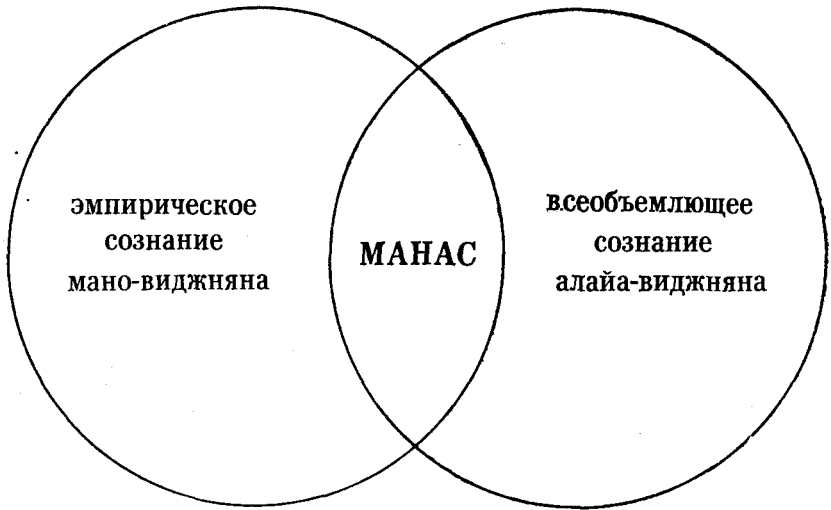 эмпирическое
сознание
мано-виджняна
МАНАС
всеобъемлющее
сознание
алайа-виджняна